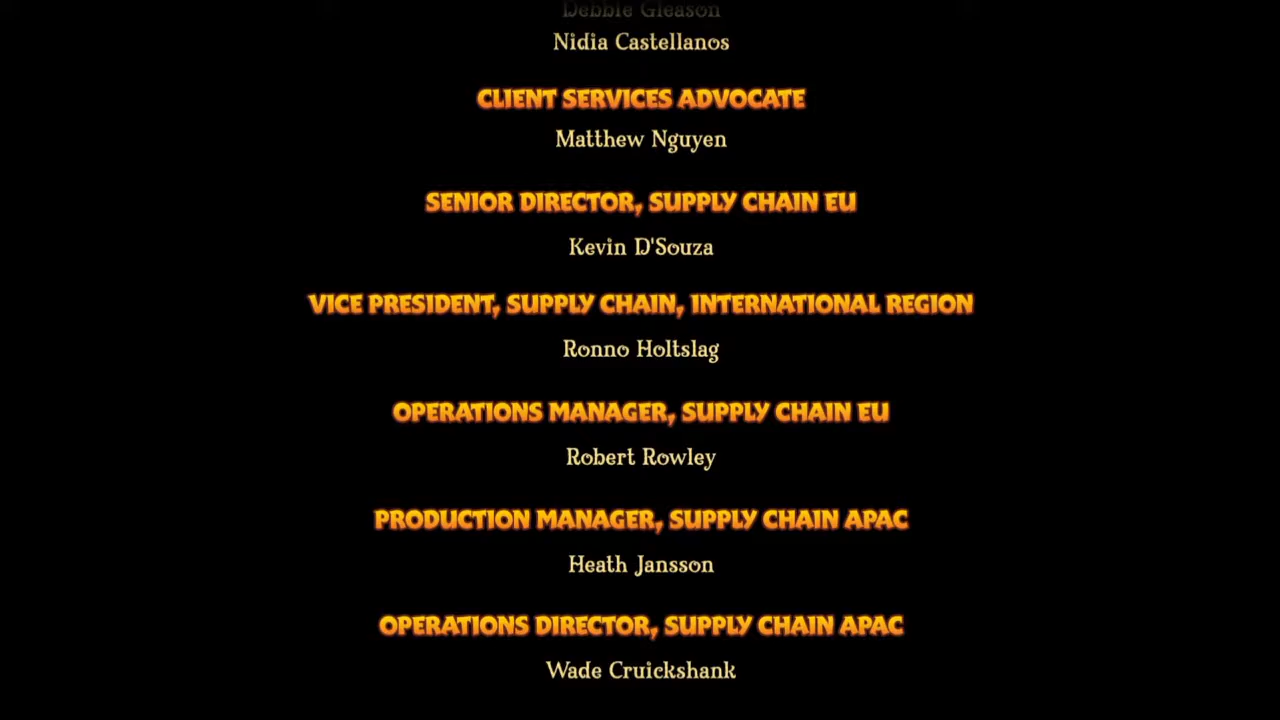 Debbie Gleason
Nidia Castellanos
CLIENT SERVICES ADVOCATE
Matthew Nguyen
SENIOR DIRECTOR, SUPPLY CHAIN EU
Kevin D'Souza
VICE PRESIDENT, SUPPLY CHAIN, INTERNATIONAL REGION
Ronno Holtslag
OPERATIONS MANAGER, SUPPLY CHAIN EU
Robert Rowley
PRODUCTION MANAGER, SUPPLY CHAIN APAC
Heath Jansson
OPERATIONS DIRECTOR, SUPPLY CHAIN APAC
Wade Cruickshank